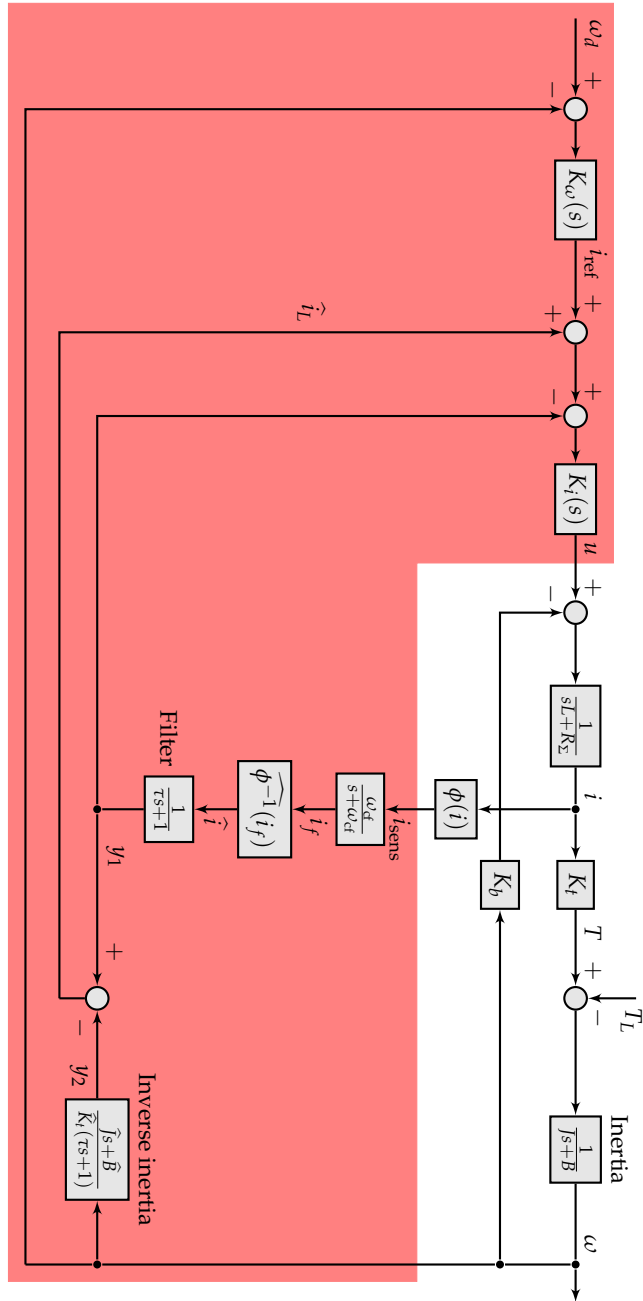 ω_d
+
−
K_ω(s)
i_ref
+
+
î_L
+
−
K_i(s)
u
+
−
1/(sL+R_Σ)
i
ϕ(i)
i_sens
ω_cf/(s+ω_cf)
i_f
\widehat{ϕ^{-1}}(i_f)
î
1/(τs+1)
Filter
y_1
K_b
K_t
T
+
−
T_L
+
−
y_2
(Ĵs+B̂)/(K̂_t(τs+1))
Inverse inertia
1/(Js+B)
Inertia
ω